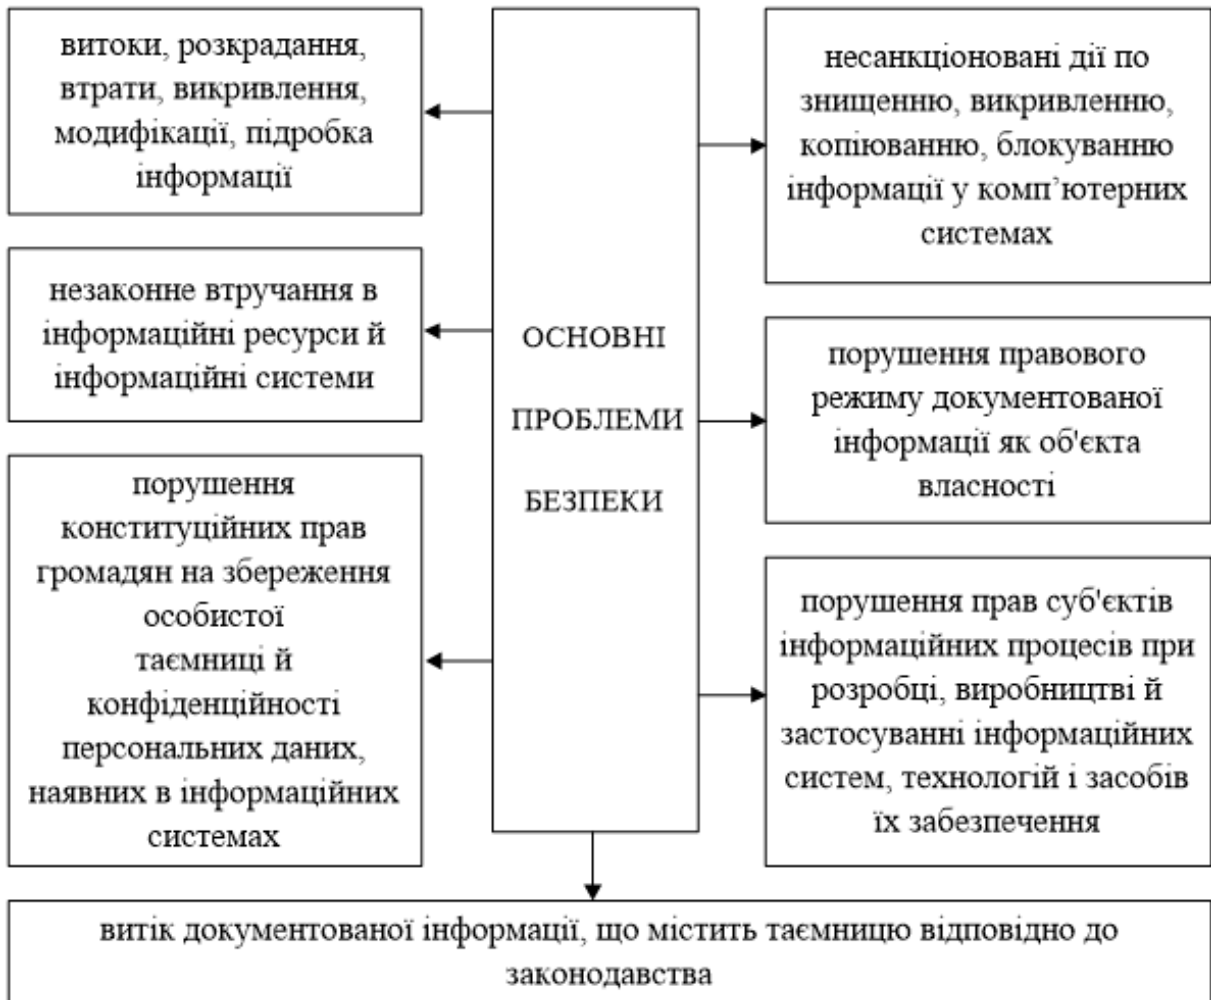 витоки, розкрадання,
втрати, викривлення,
модифікації, підробка
інформації
незаконне втручання в
інформаційні ресурси й
інформаційні системи
порушення
конституційних прав
громадян на збереження
особистої
таємниці й
конфіденційності
персональних даних,
наявних в інформаційних
системах
ОСНОВНІ
ПРОБЛЕМИ
БЕЗПЕКИ
несанкціоновані дії по
знищенню, викривленню,
копіюванню, блокуванню
інформації у комп’ютерних
системах
порушення правового
режиму документованої
інформації як об'єкта
власності
порушення прав суб'єктів
інформаційних процесів при
розробці, виробництві й
застосуванні інформаційних
систем, технологій і засобів
їх забезпечення
витік документованої інформації, що містить таємницю відповідно до
законодавства